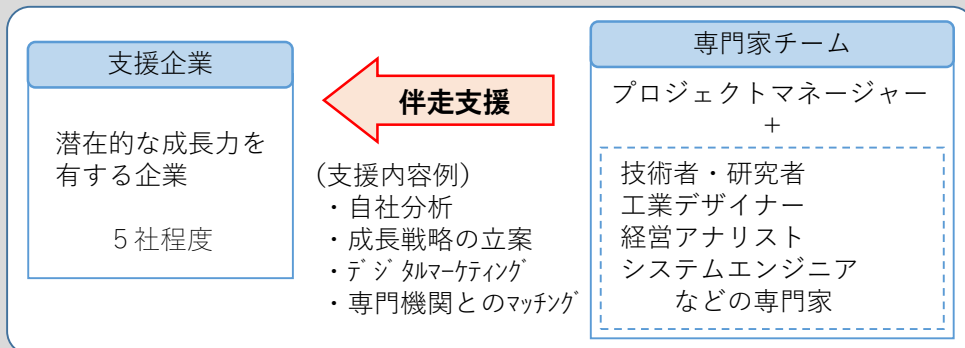 支援企業
潜在的な成長力を
有する企業
５社程度
伴走支援
(支援内容例)
・自社分析
・成長戦略の立案
・ﾃﾞｼﾞﾀﾙﾏｰｹﾃｨﾝｸﾞ
・専門機関とのﾏｯﾁﾝｸﾞ
専門家チーム
プロジェクトマネージャー
+
技術者・研究者
工業デザイナー
経営アナリスト
システムエンジニア
などの専門家